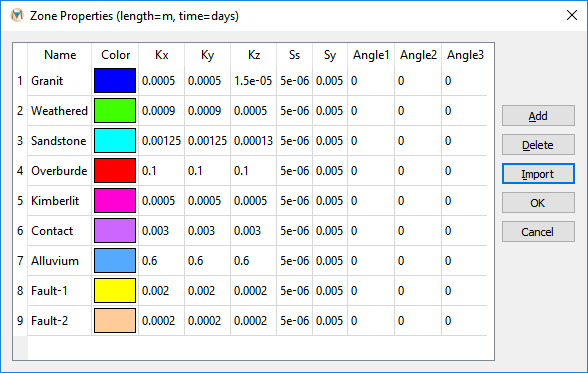 Zone Properties (length=m, time=days)
Name Color Kx Ky Kz Ss Sy Angle1 Angle2 Angle3
1 Granit 0.0005 0.0005 1.5e-05 5e-06 0.005 0 0 0
2 Weathered 0.0009 0.0009 0.0005 5e-06 0.005 0 0 0
3 Sandstone 0.00125 0.00125 0.00013 5e-06 0.005 0 0 0
4 Overburde 0.1 0.1 0.1 5e-06 0.005 0 0 0
5 Kimberlit 0.0005 0.0005 0.0005 5e-06 0.005 0 0 0
6 Contact 0.003 0.003 0.003 5e-06 0.005 0 0 0
7 Alluvium 0.6 0.6 0.6 5e-06 0.005 0 0 0
8 Fault-1 0.002 0.002 0.0002 5e-06 0.005 0 0 0
9 Fault-2 0.0002 0.0002 0.0002 5e-06 0.005 0 0 0
Add
Delete
Import
OK
Cancel